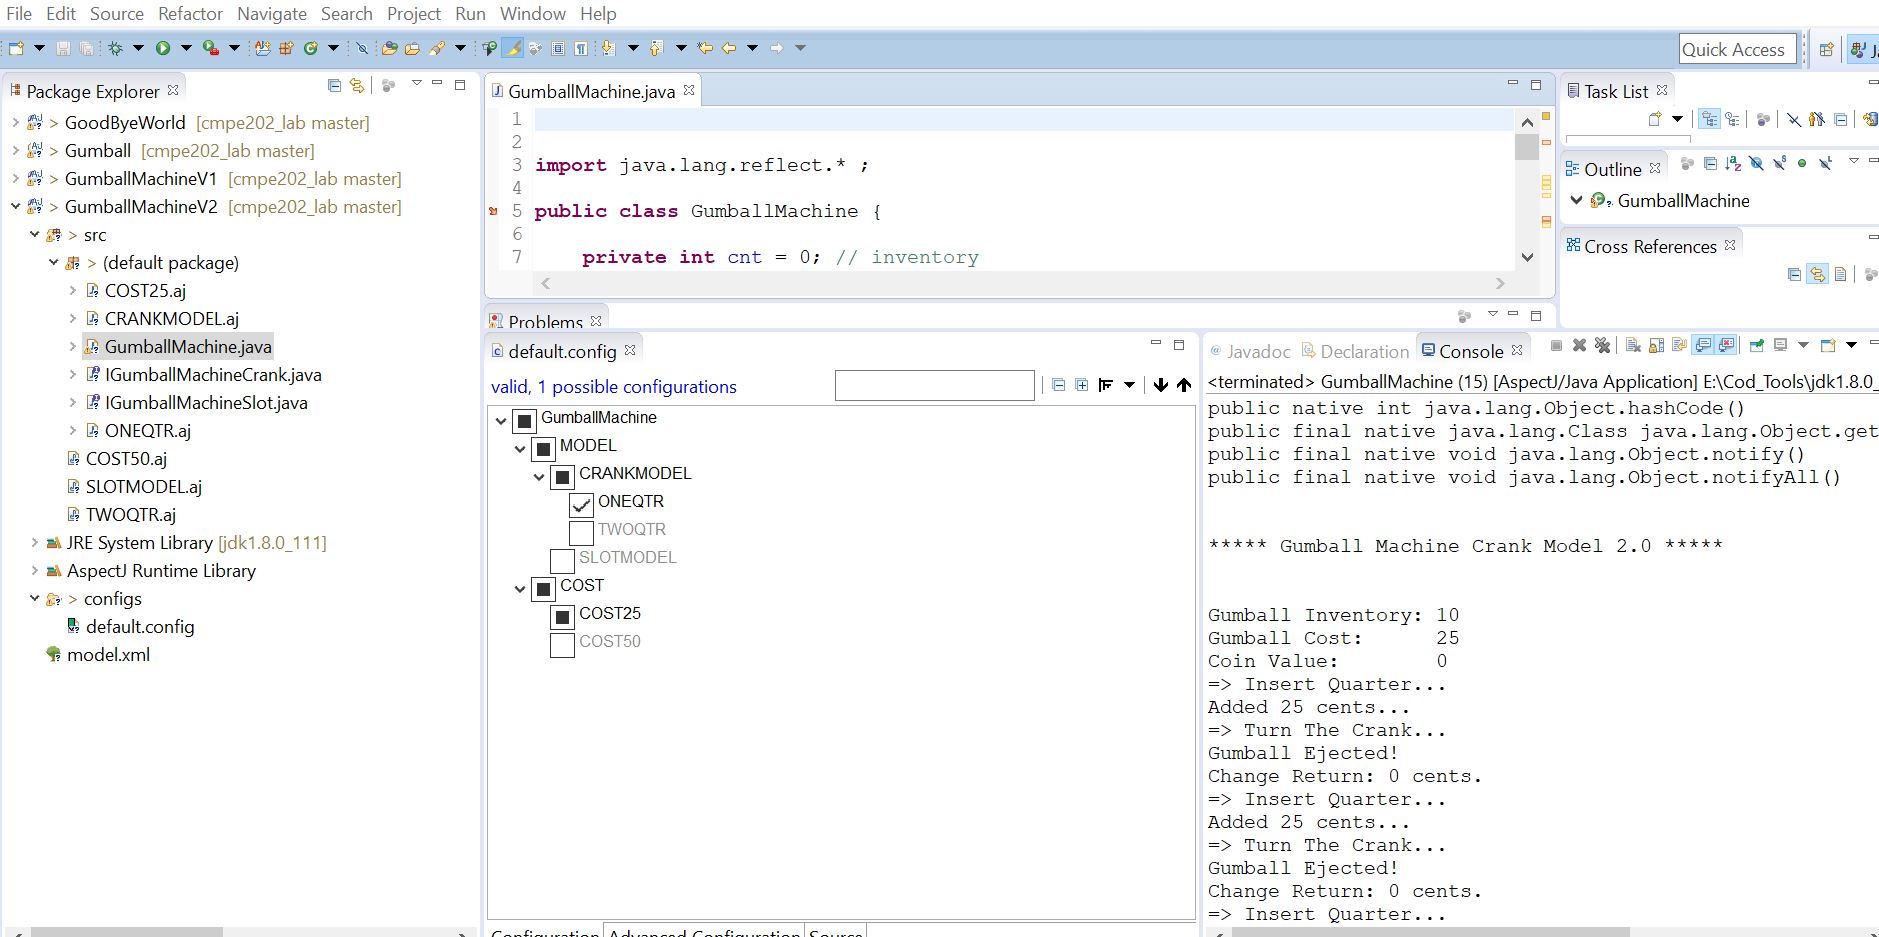 File Edit Source Refactor Navigate Search Project Run Window Help
Quick Access
Package Explorer
> GoodByeWorld [cmpe202_lab master]
> Gumball [cmpe202_lab master]
> GumballMachineV1 [cmpe202_lab master]
> GumballMachineV2 [cmpe202_lab master]
> src
> (default package)
COST25.aj
CRANKMODEL.aj
GumballMachine.java
IGumballMachineCrank.java
IGumballMachineSlot.java
ONEQTR.aj
COST50.aj
SLOTMODEL.aj
TWOQTR.aj
JRE System Library [jdk1.8.0_111]
AspectJ Runtime Library
> configs
default.config
model.xml
GumballMachine.java
1
2
3 import java.lang.reflect.* ;
4
5 public class GumballMachine {
6
7 private int cnt = 0; // inventory
Problems
default.config
valid, 1 possible configurations
GumballMachine
MODEL
CRANKMODEL
ONEQTR
TWOQTR
SLOTMODEL
COST
COST25
COST50
Configuration Advanced Configuration Source
Task List
Outline
GumballMachine
Cross References
Javadoc Declaration Console
<terminated> GumballMachine (15) [AspectJ/Java Application] E:\Cod_Tools\jdk1.8.0_
public native int java.lang.Object.hashCode()
public final native java.lang.Class java.lang.Object.get
public final native void java.lang.Object.notify()
public final native void java.lang.Object.notifyAll()
***** Gumball Machine Crank Model 2.0 *****
Gumball Inventory: 10
Gumball Cost: 25
Coin Value: 0
=> Insert Quarter...
Added 25 cents...
=> Turn The Crank...
Gumball Ejected!
Change Return: 0 cents.
=> Insert Quarter...
Added 25 cents...
=> Turn The Crank...
Gumball Ejected!
Change Return: 0 cents.
=> Insert Quarter...